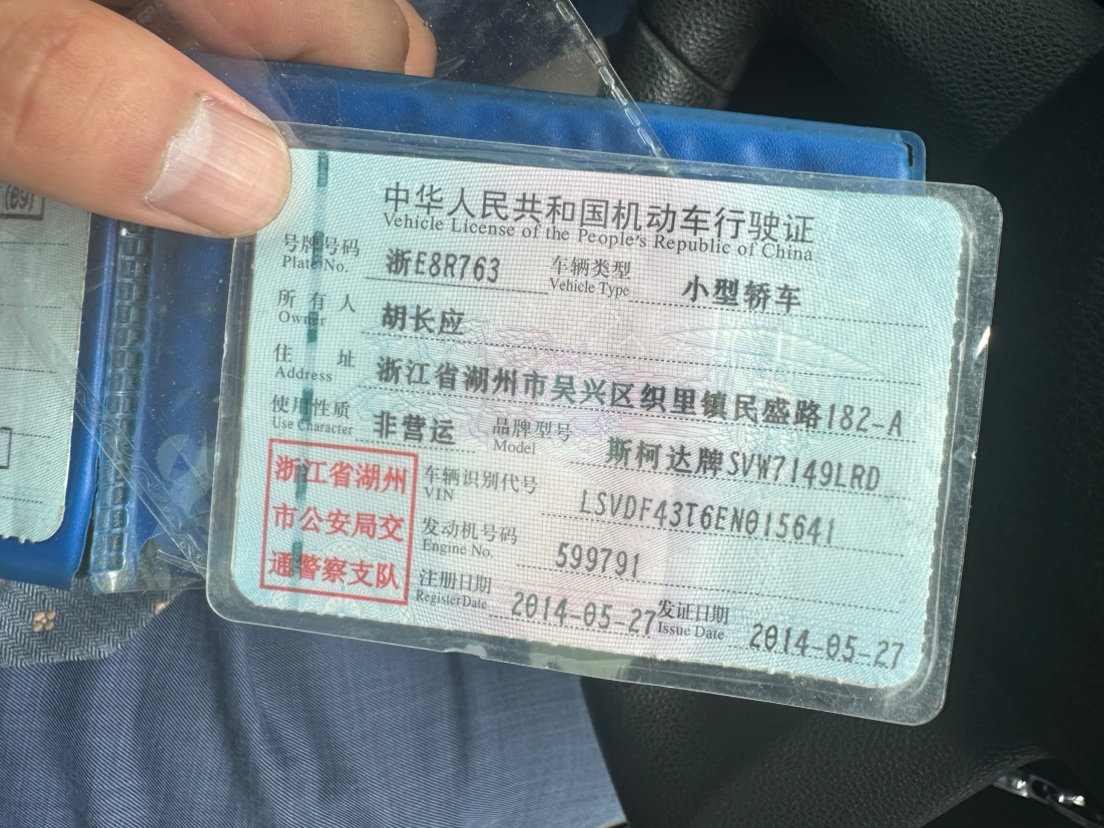 (09)
中华人民共和国机动车行驶证
Vehicle License of the People's Republic of China
号牌号码 浙E8R763 车辆类型 小型轿车
Plate No. Vehicle Type
所有人 胡长应
Owner
住址 浙江省湖州市吴兴区织里镇民盛路182-A
Address
使用性质 非营运 品牌型号 斯柯达牌SVW7149LRD
Use Character Model
浙江省湖州
市公安局交
通警察支队
车辆识别代号 LSVDF43T6EN015641
VIN
发动机号码 599791
Engine No.
注册日期 2014-05-27 发证日期 2014-05-27
Register Date Issue Date